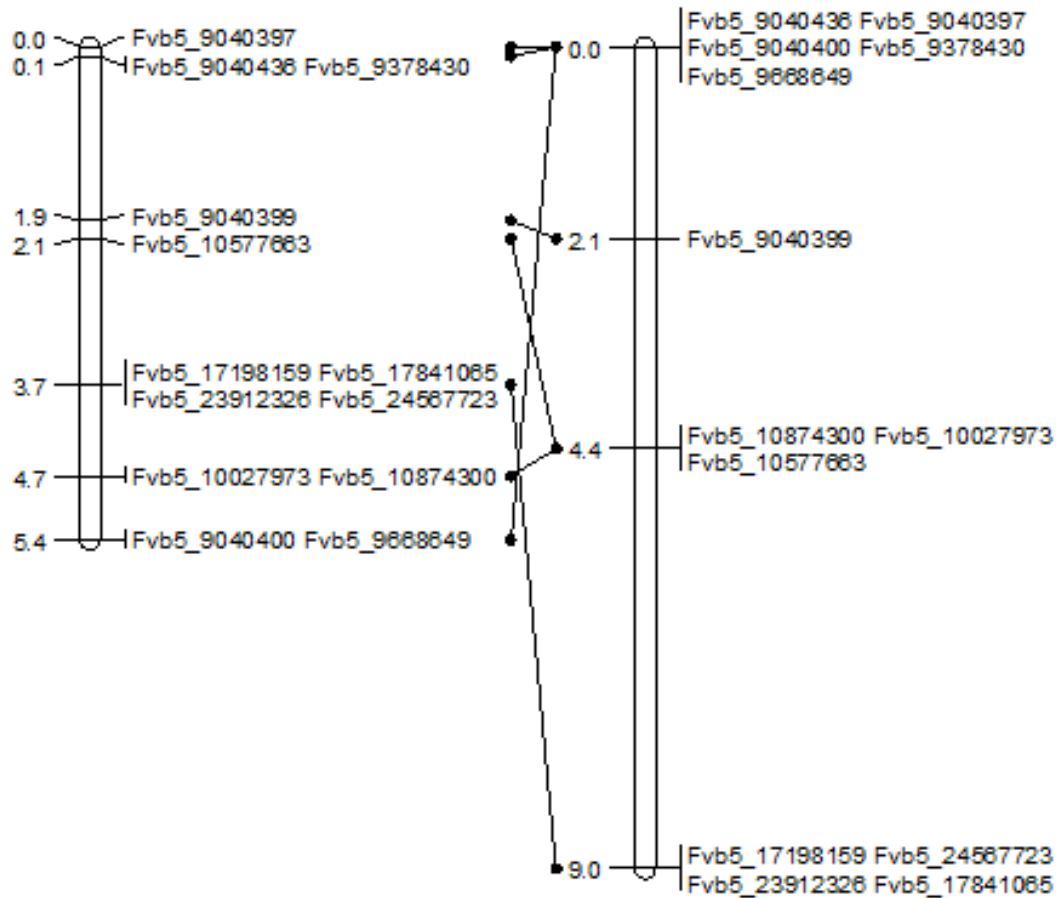 0.0 Fvb5_9040397
0.1 Fvb5_9040436 Fvb5_9378430
1.9 Fvb5_9040399
2.1 Fvb5_10577663
Fvb5_17198159 Fvb5_17841065
3.7
Fvb5_23912326 Fvb5_24567723
4.7 Fvb5_10027973 Fvb5_10874300
5.4 Fvb5_9040400 Fvb5_9668649
Fvb5_9040436 Fvb5_9040397
0.0 Fvb5_9040400 Fvb5_9378430
Fvb5_9668649
2.1 Fvb5_9040399
Fvb5_10874300 Fvb5_10027973
4.4
Fvb5_10577663
Fvb5_17198159 Fvb5_24567723
9.0
Fvb5_23912326 Fvb5_17841065